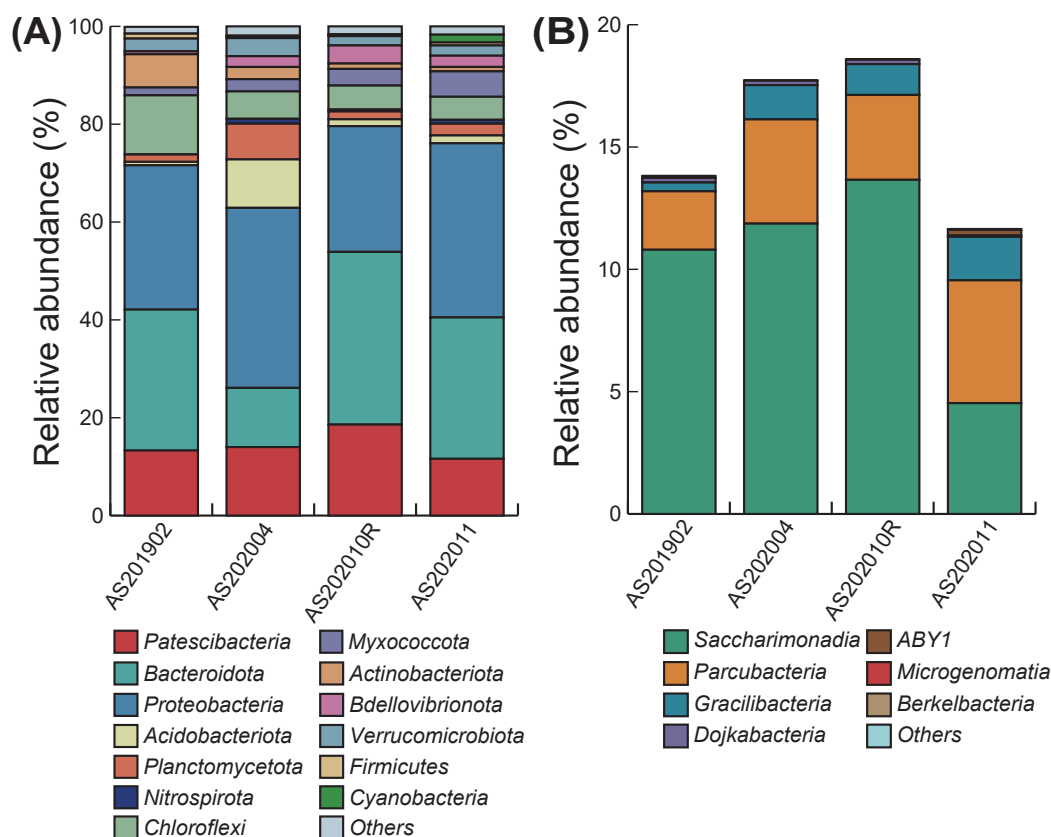 (A)
Relative abundance (%)
100
80
60
40
20
0
AS201902
AS202004
AS202010R
AS202011
Patescibacteria
Bacteroidota
Proteobacteria
Acidobacteriota
Planctomycetota
Nitrospirota
Chloroflexi
Myxococcota
Actinobacteriota
Bdellovibrionota
Verrucomicrobiota
Firmicutes
Cyanobacteria
Others
(B)
Relative abundance (%)
20
15
10
5
0
AS201902
AS202004
AS202010R
AS202011
Saccharimonadia
Parcubacteria
Gracilibacteria
Dojkabacteria
ABY1
Microgenomatia
Berkelbacteria
Others